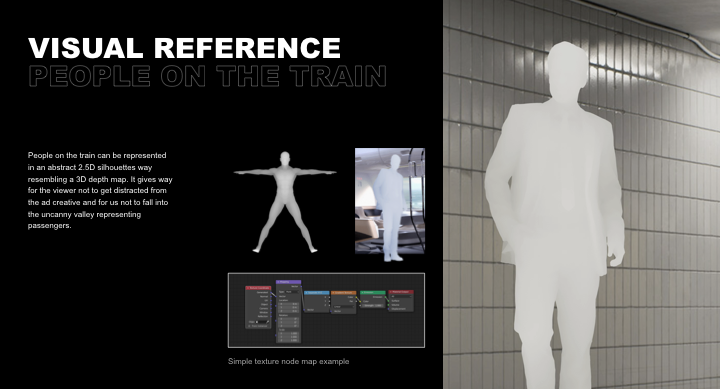 VISUAL REFERENCE
PEOPLE ON THE TRAIN
People on the train can be represented
in an abstract 2.5D silhouettes way
resembling a 3D depth map. It gives way
for the viewer not to get distracted from
the ad creative and for us not to fall into
the uncanny valley representing
passengers.
Simple texture node map example